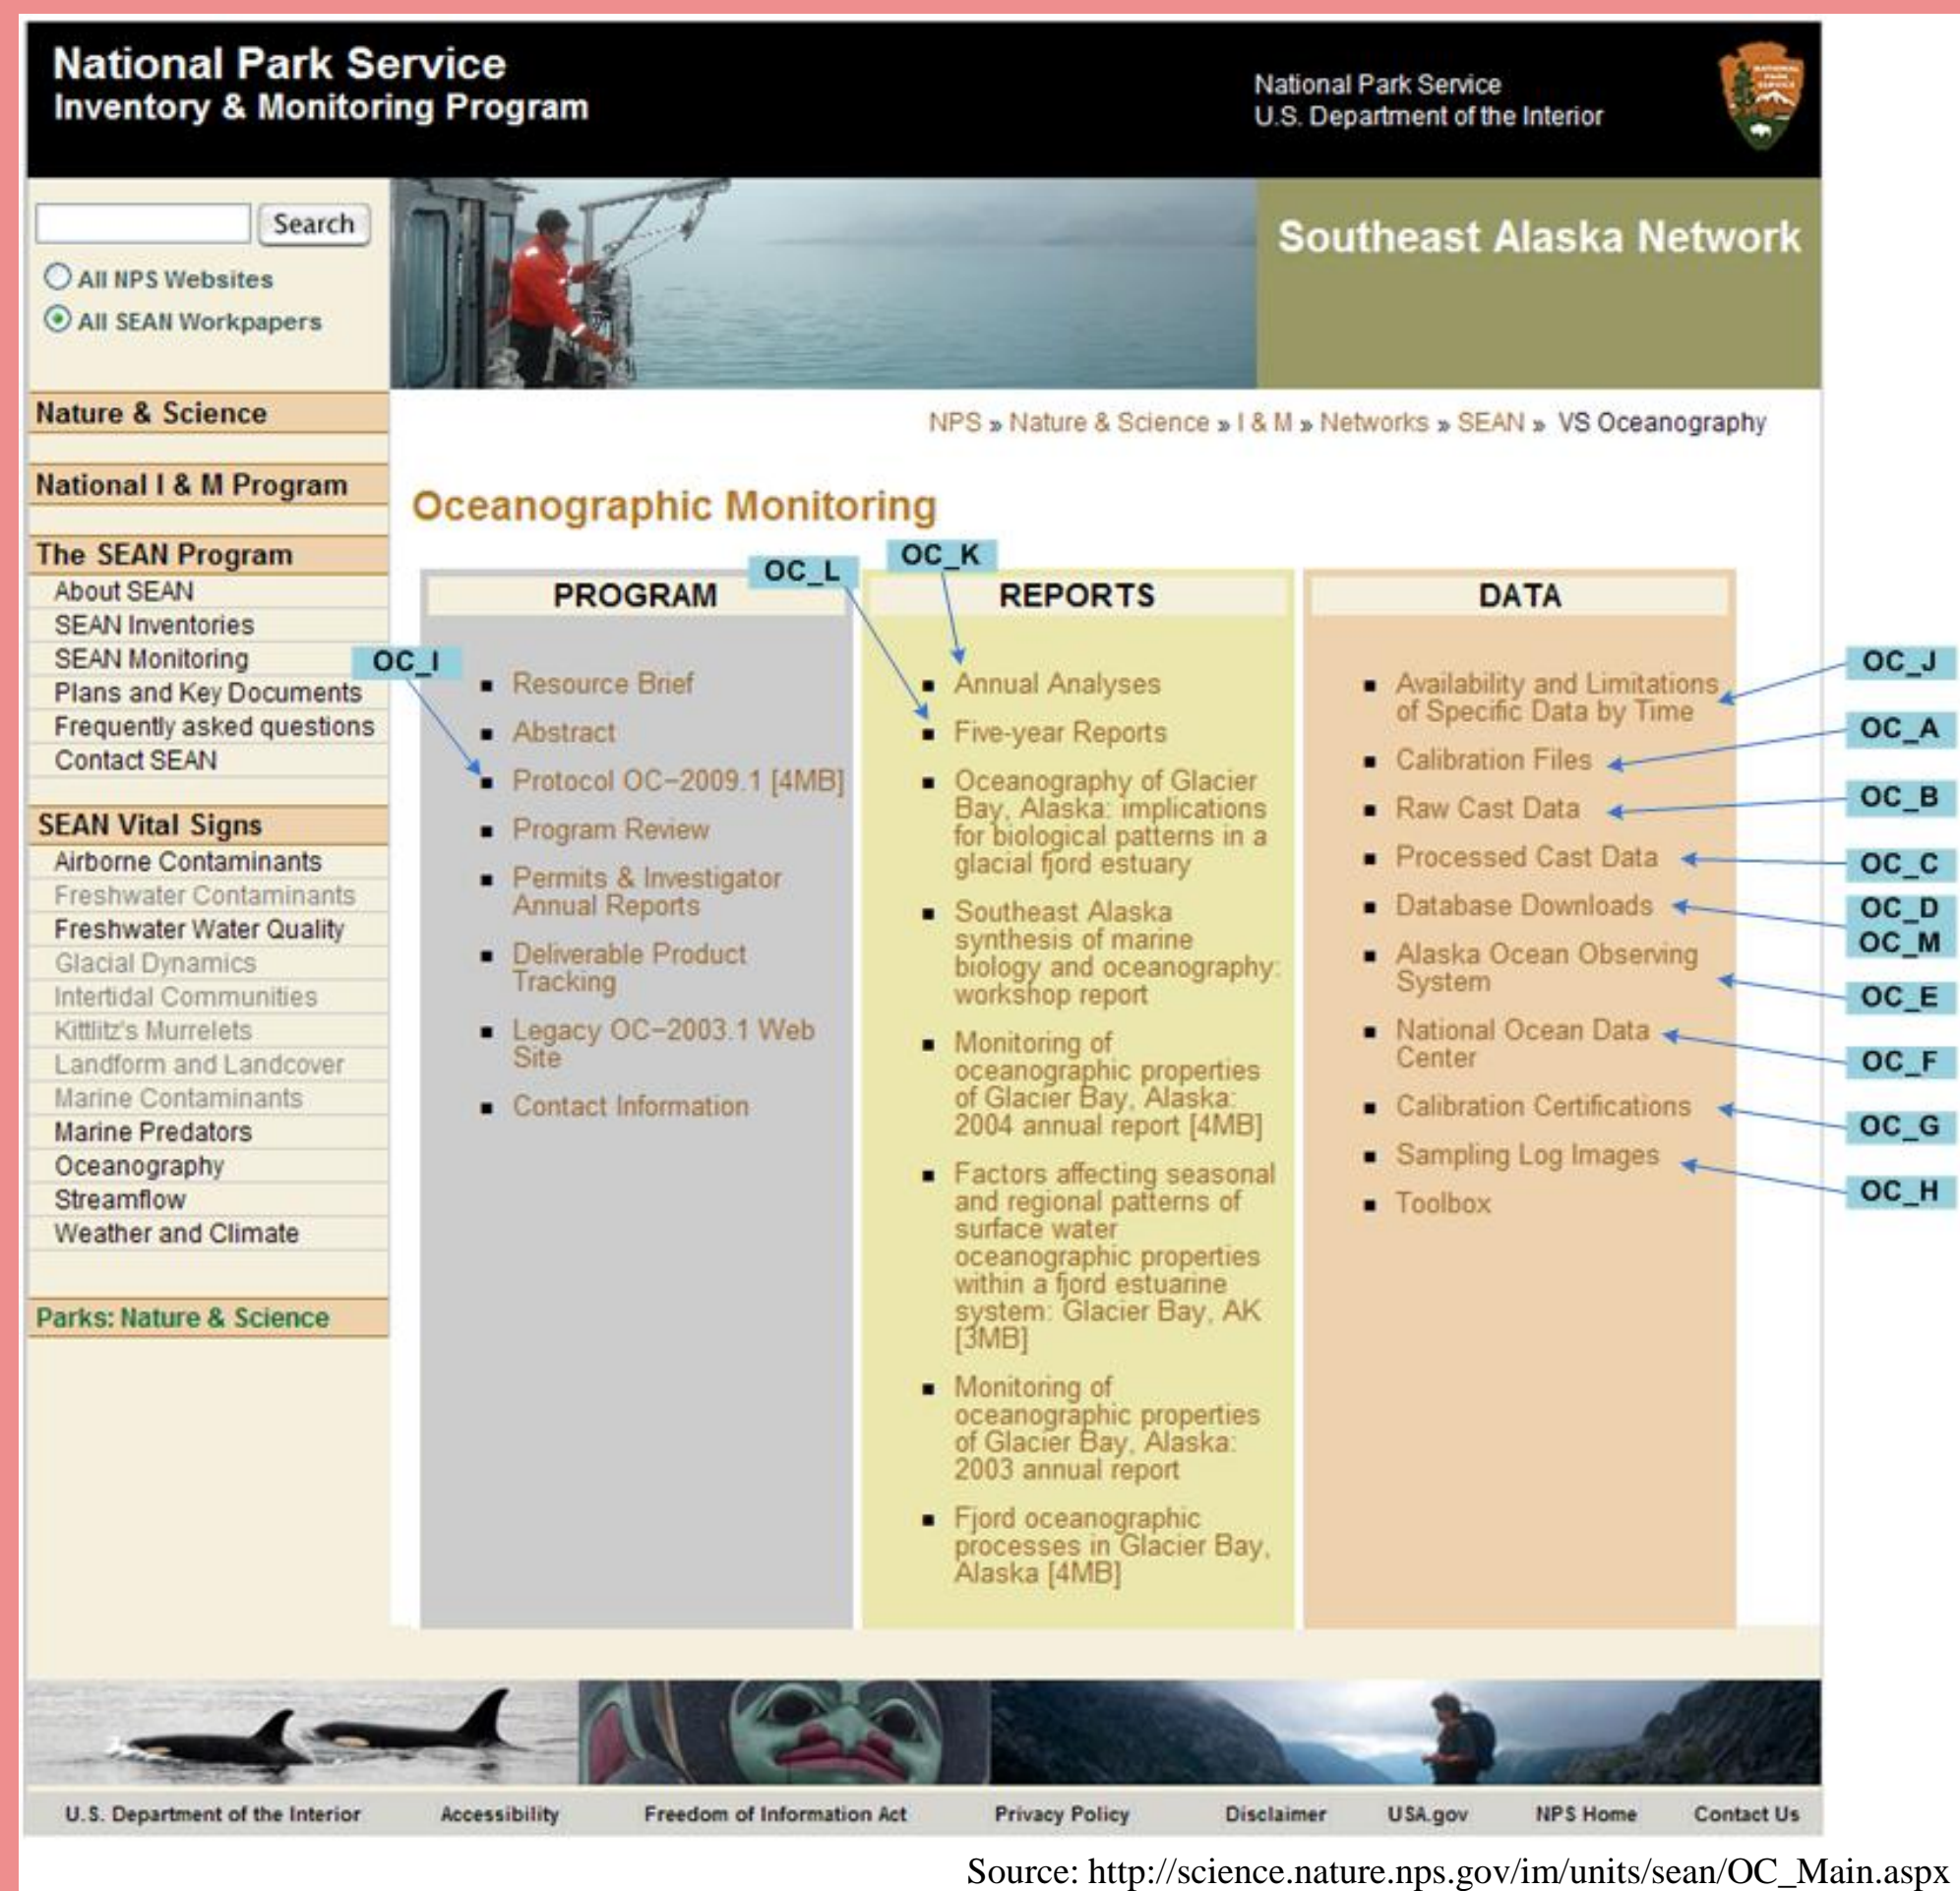 National Park Service
Inventory & Monitoring Program
National Park Service
U.S. Department of the Interior
NATIONAL
PARK
SERVICE
Search
All NPS Websites
All SEAN Workpapers
Southeast Alaska Network
Nature & Science
National I & M Program
The SEAN Program
About SEAN
SEAN Inventories
SEAN Monitoring
Plans and Key Documents
Frequently asked questions
Contact SEAN
SEAN Vital Signs
Airborne Contaminants
Freshwater Contaminants
Freshwater Water Quality
Glacial Dynamics
Intertidal Communities
Kittlitz's Murrelets
Landform and Landcover
Marine Contaminants
Marine Predators
Oceanography
Streamflow
Weather and Climate
Parks: Nature & Science
NPS » Nature & Science » I & M » Networks » SEAN » VS Oceanography
Oceanographic Monitoring
OC_I
OC_L
OC_K
PROGRAM
Resource Brief
Abstract
Protocol OC−2009.1 [4MB]
Program Review
Permits & Investigator
Annual Reports
Deliverable Product
Tracking
Legacy OC−2003.1 Web
Site
Contact Information
REPORTS
Annual Analyses
Five-year Reports
Oceanography of Glacier
Bay, Alaska: implications
for biological patterns in a
glacial fjord estuary
Southeast Alaska
synthesis of marine
biology and oceanography:
workshop report
Monitoring of
oceanographic properties
of Glacier Bay, Alaska:
2004 annual report [4MB]
Factors affecting seasonal
and regional patterns of
surface water
oceanographic properties
within a fjord estuarine
system: Glacier Bay, AK
[3MB]
Monitoring of
oceanographic properties
of Glacier Bay, Alaska:
2003 annual report
Fjord oceanographic
processes in Glacier Bay,
Alaska [4MB]
DATA
Availability and Limitations
of Specific Data by Time
Calibration Files
Raw Cast Data
Processed Cast Data
Database Downloads
Alaska Ocean Observing
System
National Ocean Data
Center
Calibration Certifications
Sampling Log Images
Toolbox
OC_J
OC_A
OC_B
OC_C
OC_D
OC_M
OC_E
OC_F
OC_G
OC_H
U.S. Department of the Interior Accessibility Freedom of Information Act Privacy Policy Disclaimer USA.gov NPS Home Contact Us
Source: http://science.nature.nps.gov/im/units/sean/OC_Main.aspx